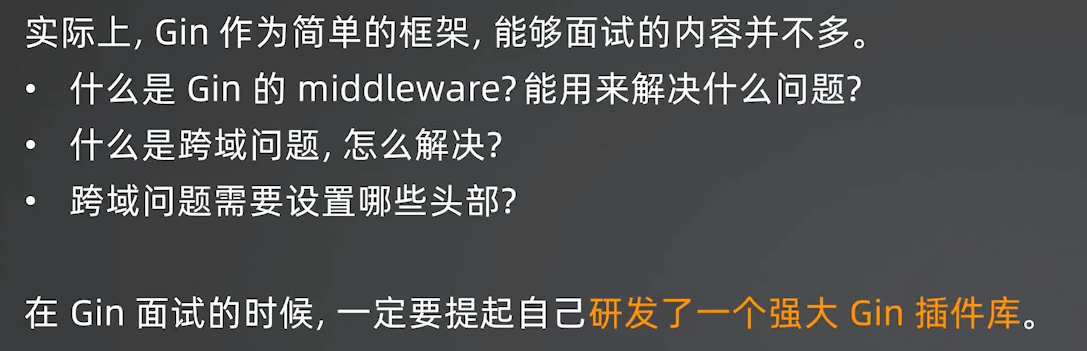 实际上, Gin 作为简单的框架, 能够面试的内容并不多。
• 什么是 Gin 的 middleware? 能用来解决什么问题?
• 什么是跨域问题, 怎么解决?
• 跨域问题需要设置哪些头部?
在 Gin 面试的时候, 一定要提起自己研发了一个强大 Gin 插件库。